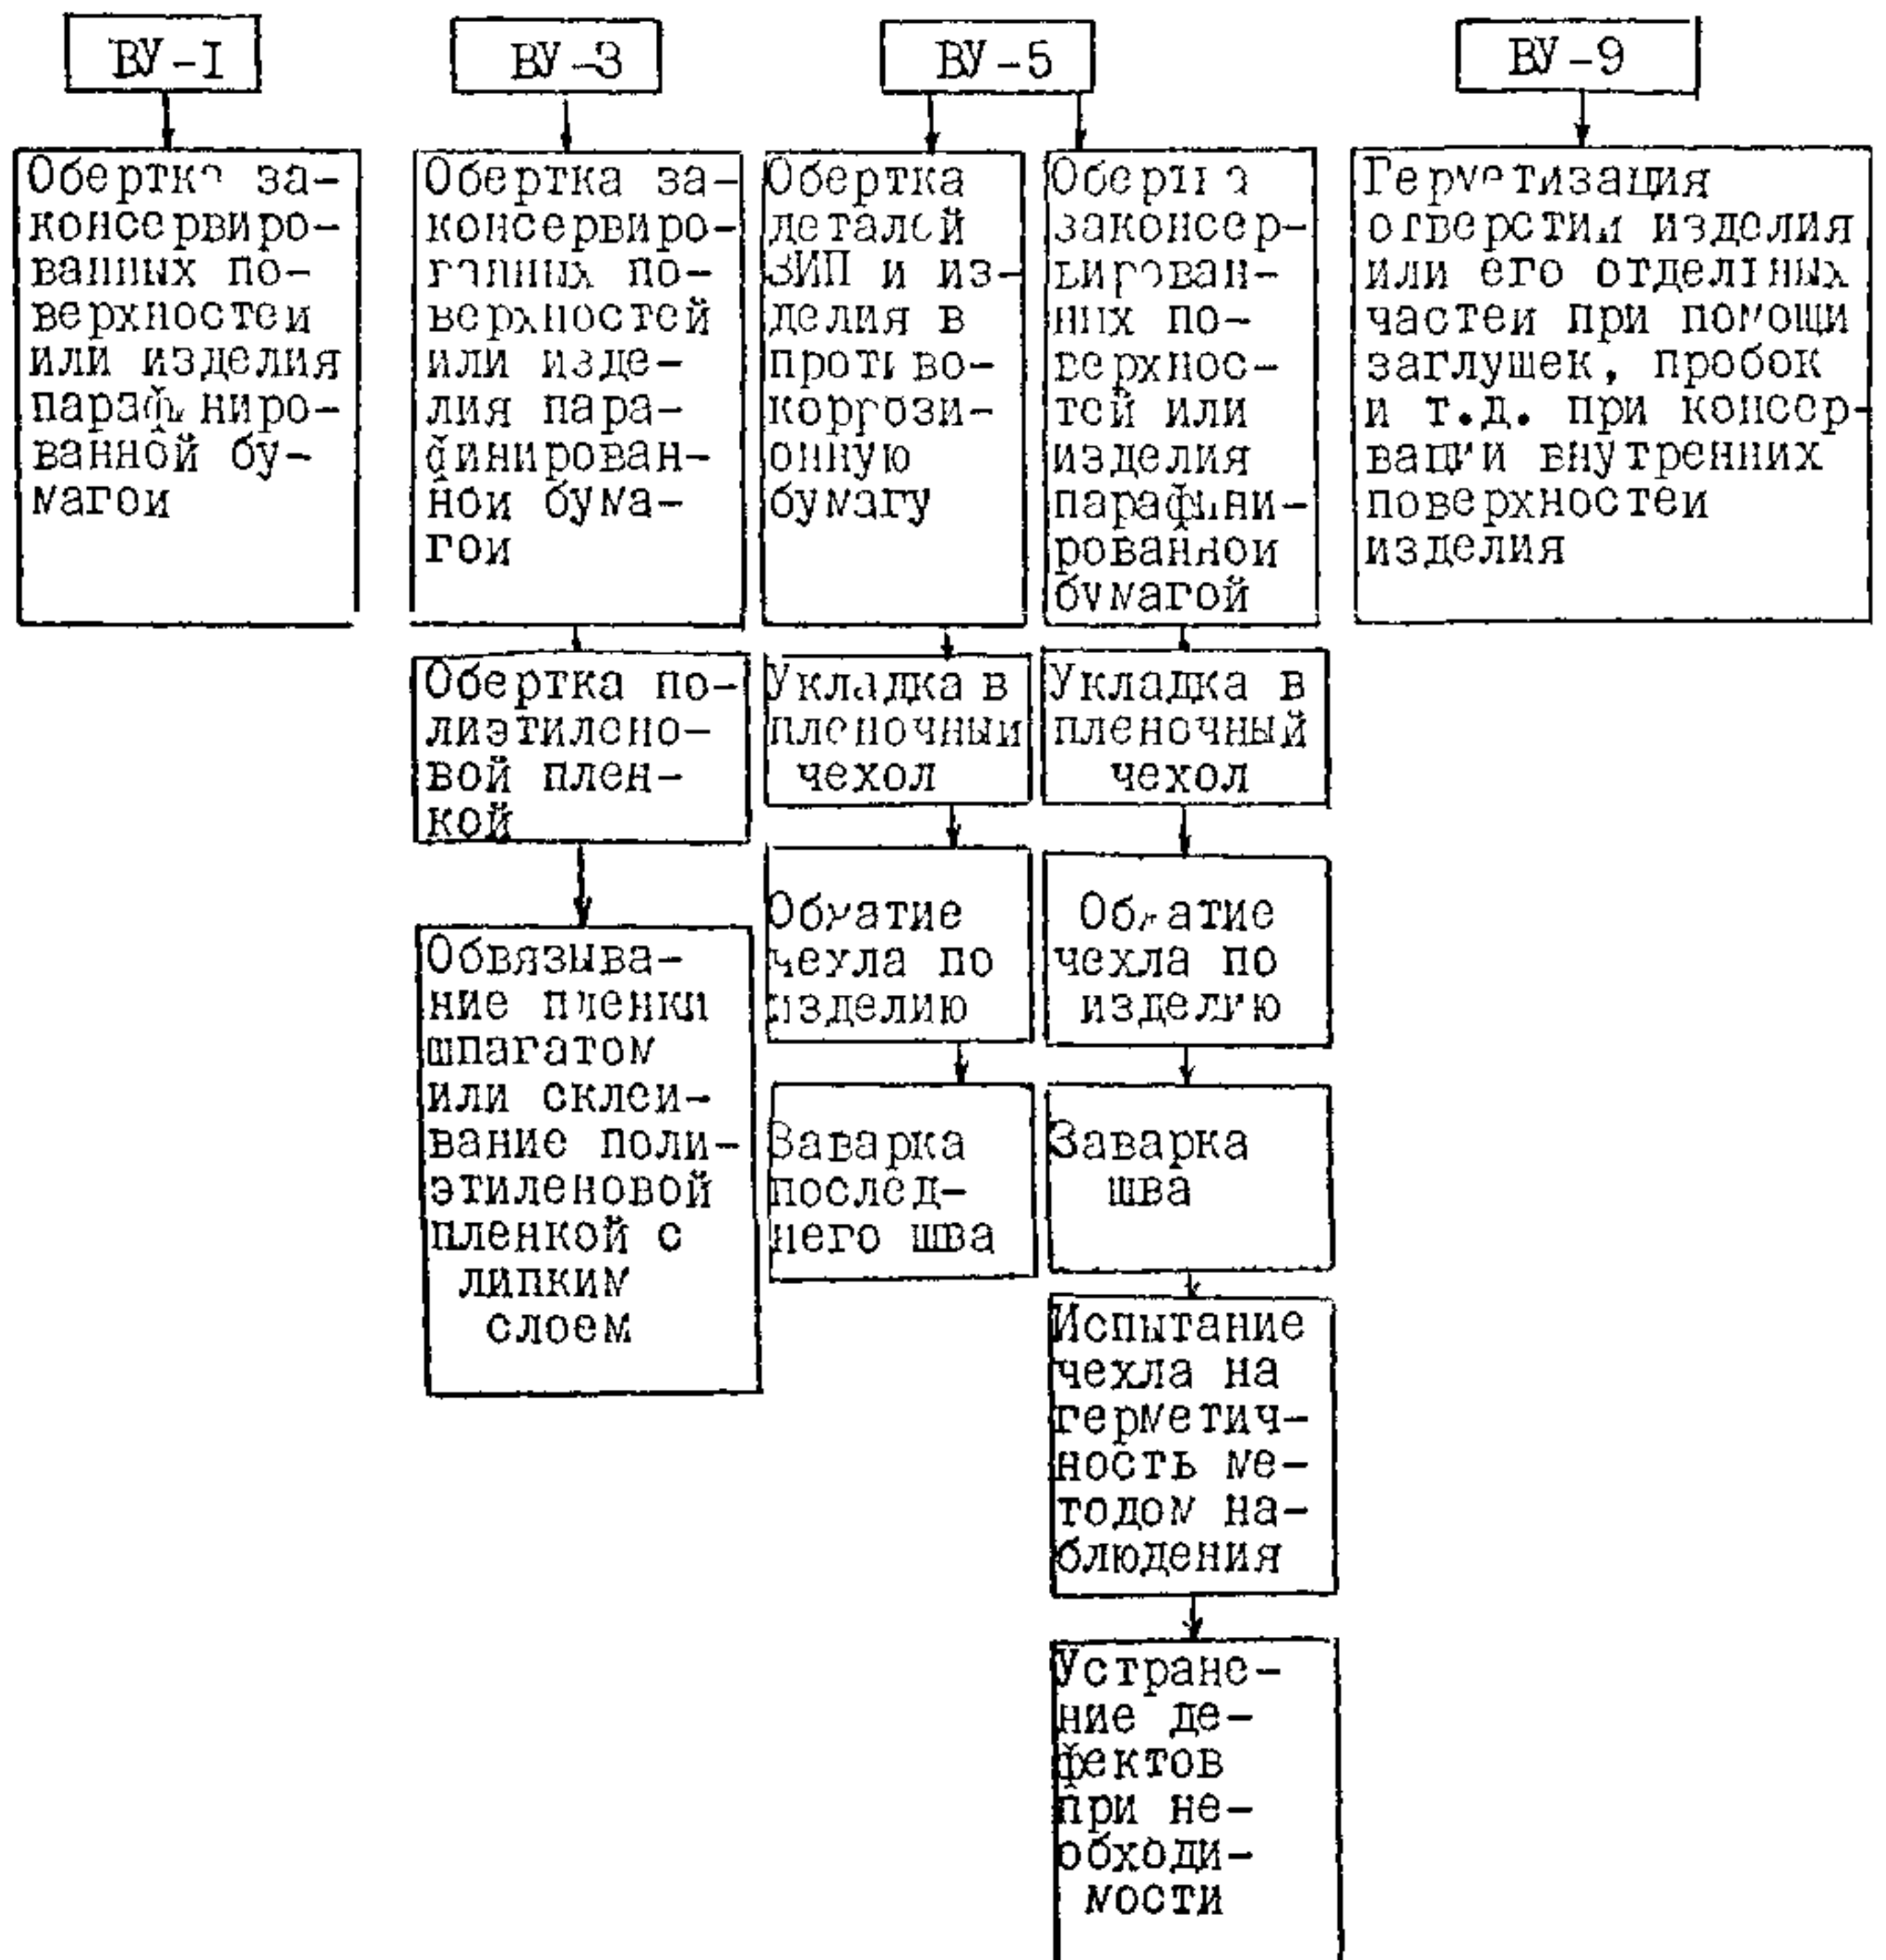 ВУ-I
ВУ-3
ВУ-5
ВУ-9
Обертка за-
консервиро-
ванных по-
верхностей
или изделия
парафиниро-
ванной бу-
магой
Обертка за-
консервиро-
ванных по-
верхностей
или изде-
лия пара-
финирован-
ной бума-
гой
Обертка по-
лиэтилено-
вой плен-
кой
Обвязыва-
ние пленки
шпагатом
или склеи-
вание поли-
этиленовой
пленкой с
липким
слоем
Обертка
деталей
ЗИП и из-
делия в
противо-
коррози-
онную
бумагу
Укладка в
пленочный
чехол
Обжатие
чехла по
изделию
Заварка
послед-
него шва
Обертка
законсер-
вирован-
ных по-
верхнос-
тей или
изделия
парафини-
рованной
бумагой
Укладка в
пленочный
чехол
Обжатие
чехла по
изделию
Заварка
шва
Испытание
чехла на
герметич-
ность ме-
тодом на-
блюдения
Устране-
ние де-
фектов
при не-
обходи-
мости
Герметизация
отверстий изделия
или его отдельных
частей при помощи
заглушек, пробок
и т.д. при консер-
вации внутренних
поверхностей
изделия